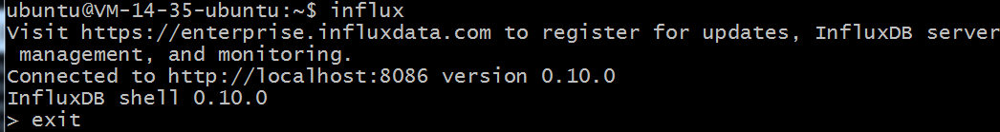 ubuntu@VM-14-35-ubuntu:~$ influx
Visit https://enterprise.influxdata.com to register for updates, InfluxDB server
 management, and monitoring.
Connected to http://localhost:8086 version 0.10.0
InfluxDB shell 0.10.0
> exit